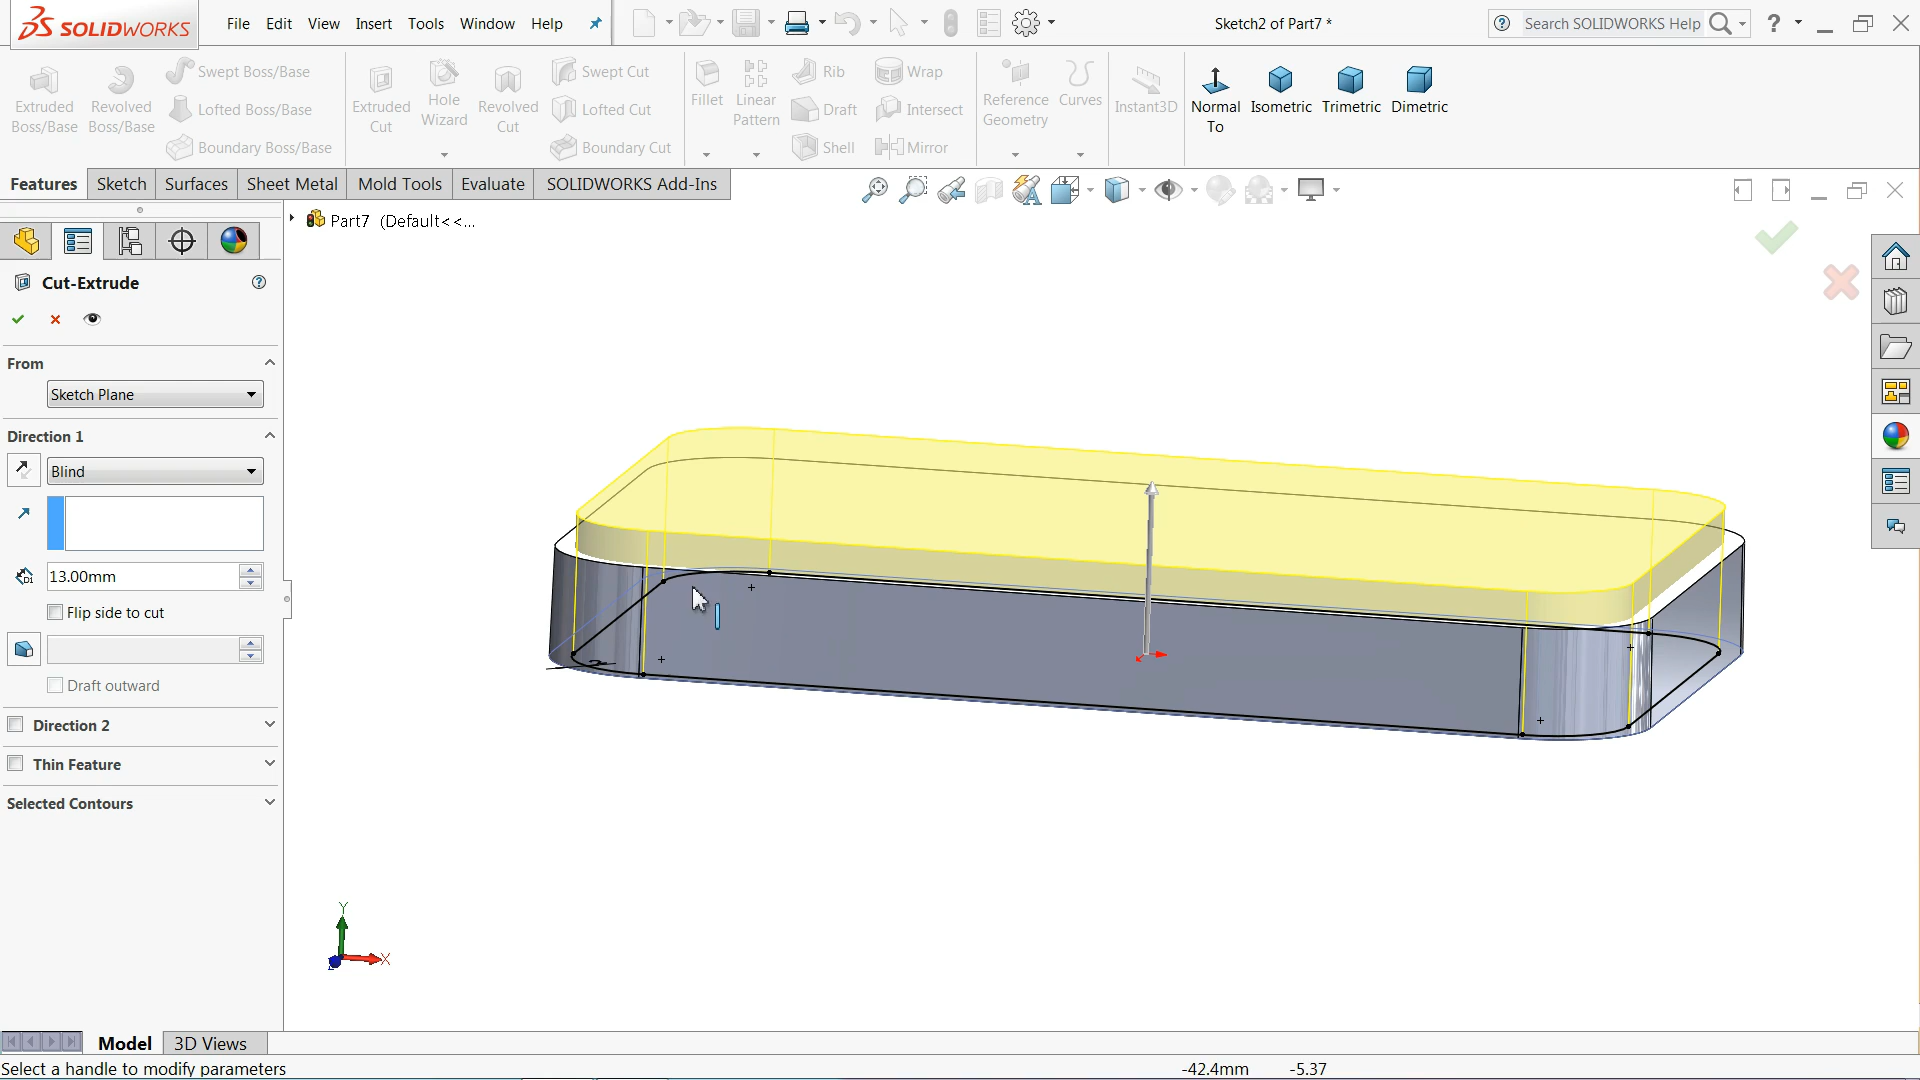 SOLIDWORKS File Edit View Insert Tools Window Help Sketch2 of Part7 * Search SOLIDWORKS Help ?
Extruded Boss/Base
Revolved Boss/Base
Swept Boss/Base
Lofted Boss/Base
Boundary Boss/Base
Extruded Cut
Hole Wizard
Revolved Cut
Swept Cut
Lofted Cut
Boundary Cut
Fillet
Linear Pattern
Rib
Draft
Shell
Wrap
Intersect
Mirror
Reference Geometry
Curves
Instant3D
Normal To
Isometric
Trimetric
Dimetric
Features Sketch Surfaces Sheet Metal Mold Tools Evaluate SOLIDWORKS Add-Ins
Part7 (Default<<...
Cut-Extrude
From
Sketch Plane
Direction 1
Blind
D1
13.00mm
Flip side to cut
Draft outward
Direction 2
Thin Feature
Selected Contours
2
Y
X
Model 3D Views
Select a handle to modify parameters -42.4mm -5.37